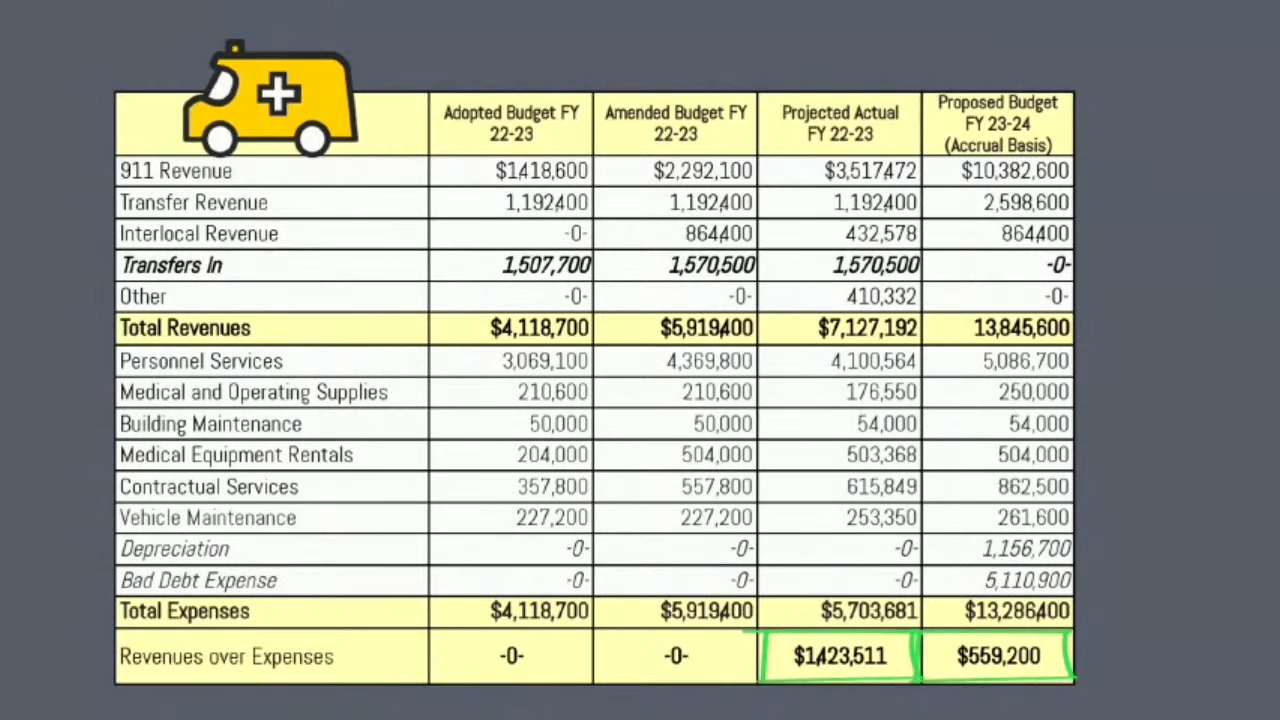 Adopted Budget FY 22-23 Amended Budget FY 22-23 Projected Actual FY 22-23 Proposed Budget FY 23-24 (Accrual Basis)
911 Revenue $1,418,600 $2,292,100 $3,517,472 $10,382,600
Transfer Revenue 1,192,400 1,192,400 1,192,400 2,598,600
Interlocal Revenue -0- 864,400 432,578 864,400
Transfers In 1,507,700 1,570,500 1,570,500 -0-
Other -0- -0- 410,332 -0-
Total Revenues $4,118,700 $5,919,400 $7,127,192 13,845,600
Personnel Services 3,069,100 4,369,800 4,100,564 5,086,700
Medical and Operating Supplies 210,600 210,600 176,550 250,000
Building Maintenance 50,000 50,000 54,000 54,000
Medical Equipment Rentals 204,000 504,000 503,368 504,000
Contractual Services 357,800 557,800 615,849 862,500
Vehicle Maintenance 227,200 227,200 253,350 261,600
Depreciation -0- -0- -0- 1,156,700
Bad Debt Expense -0- -0- -0- 5,110,900
Total Expenses $4,118,700 $5,919,400 $5,703,681 $13,286,400
Revenues over Expenses -0- -0- $1,423,511 $559,200